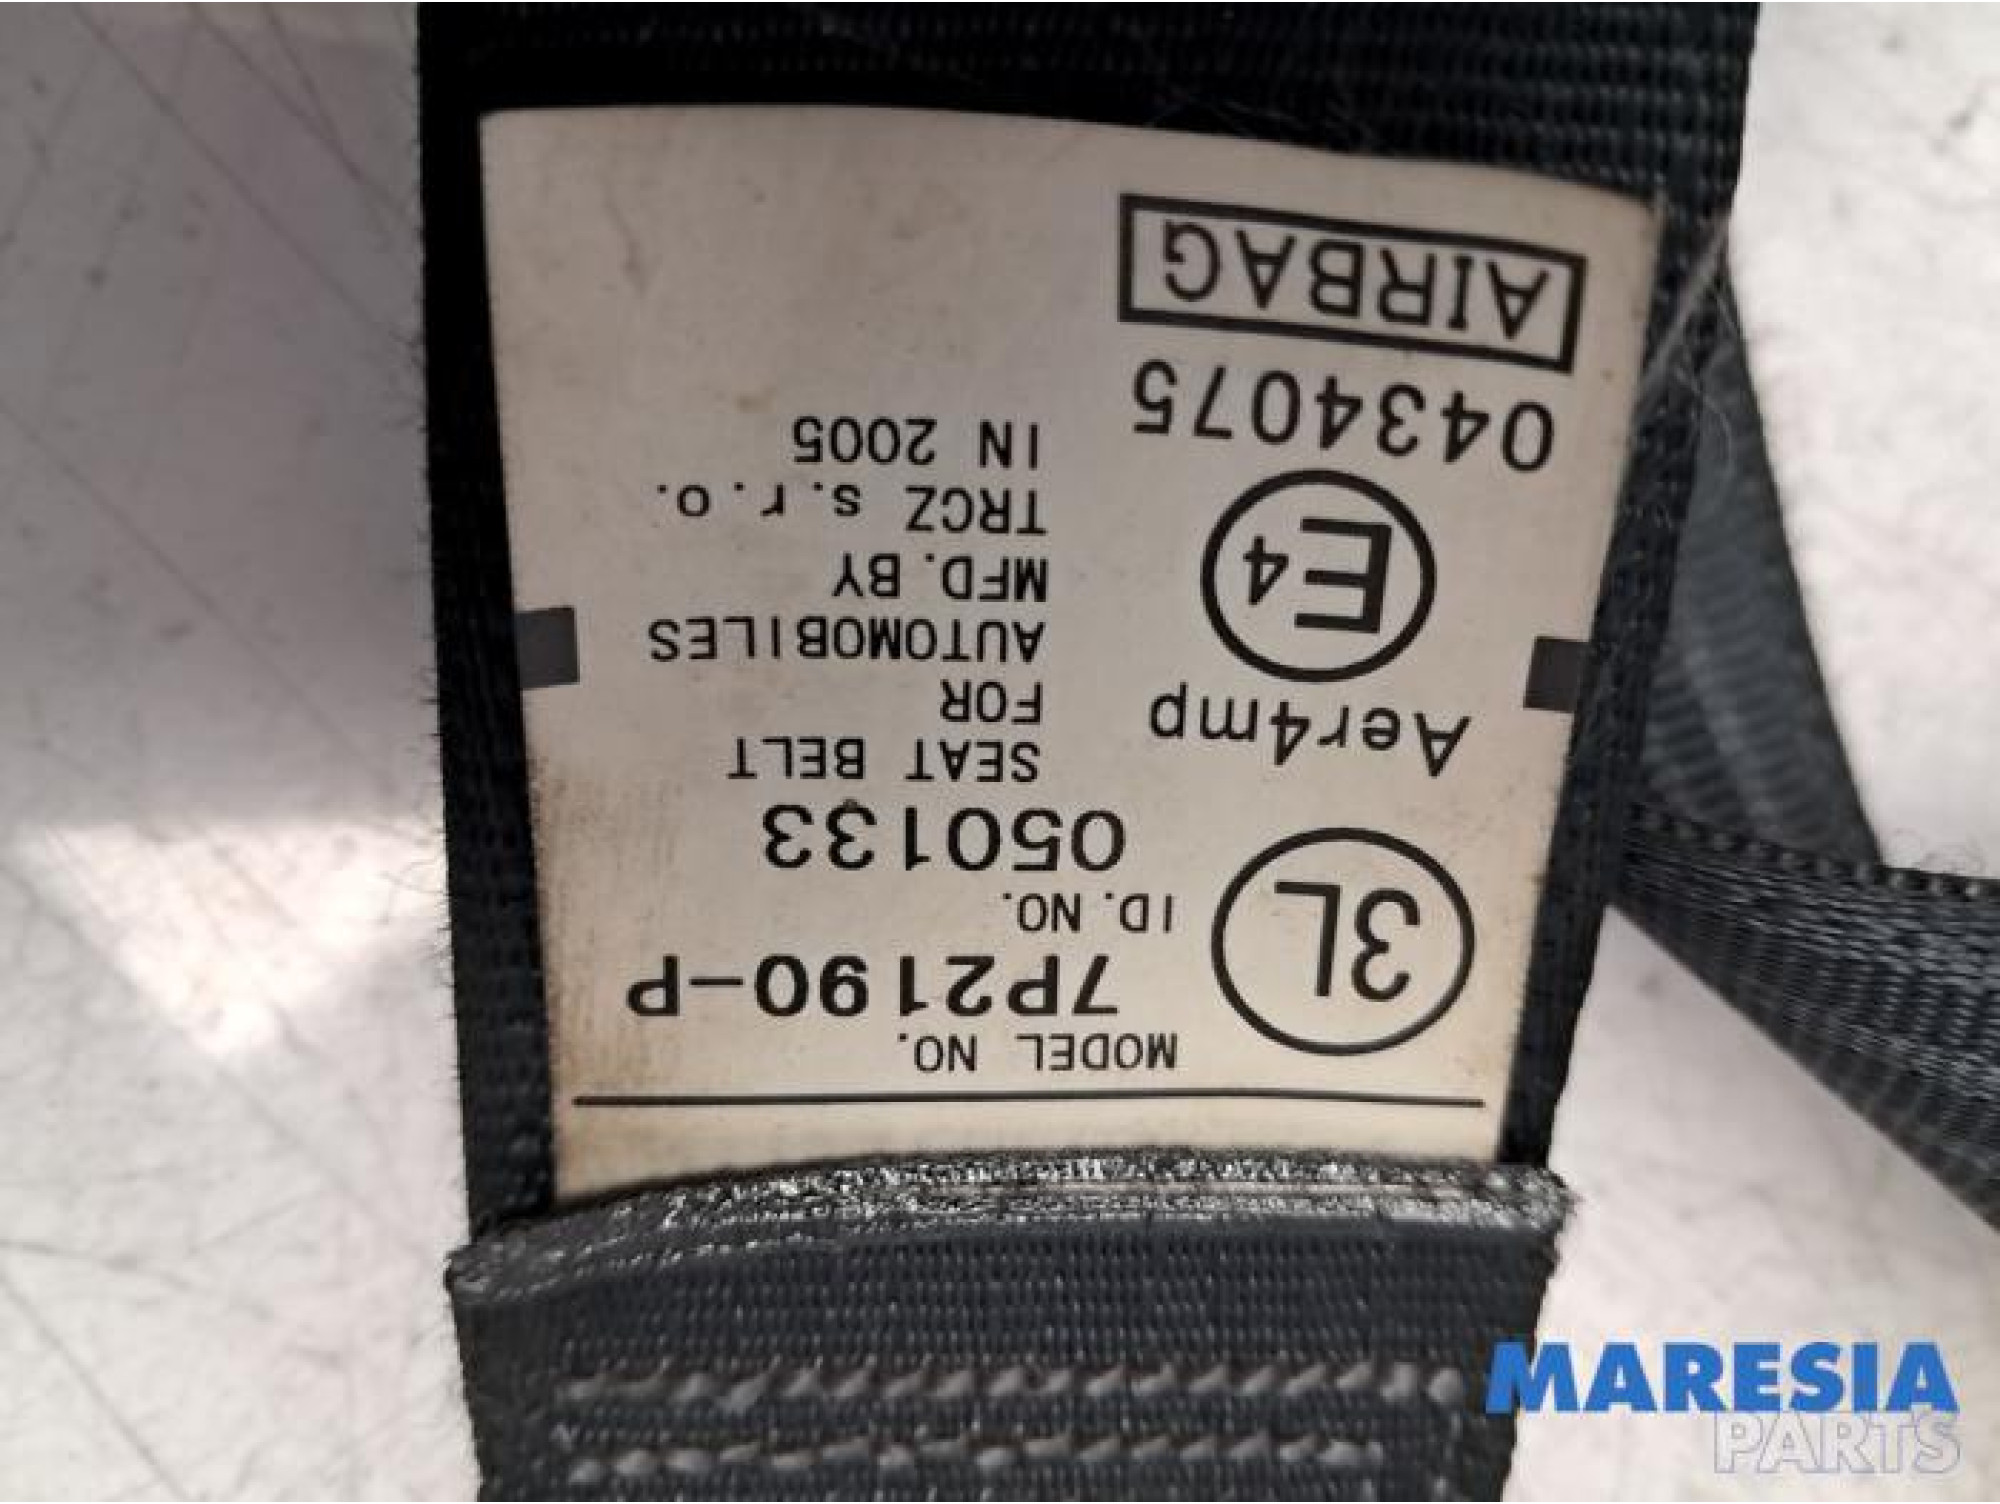 MODEL NO.
7P2190-P
ID. NO.
050133
3L
SEAT BELT
FOR
AUTOMOBILES
MFD. BY
TRCZ s.r.o.
IN 2005
Aer4mp
E4
0434075
AIRBAG
MARESIA
PARTS